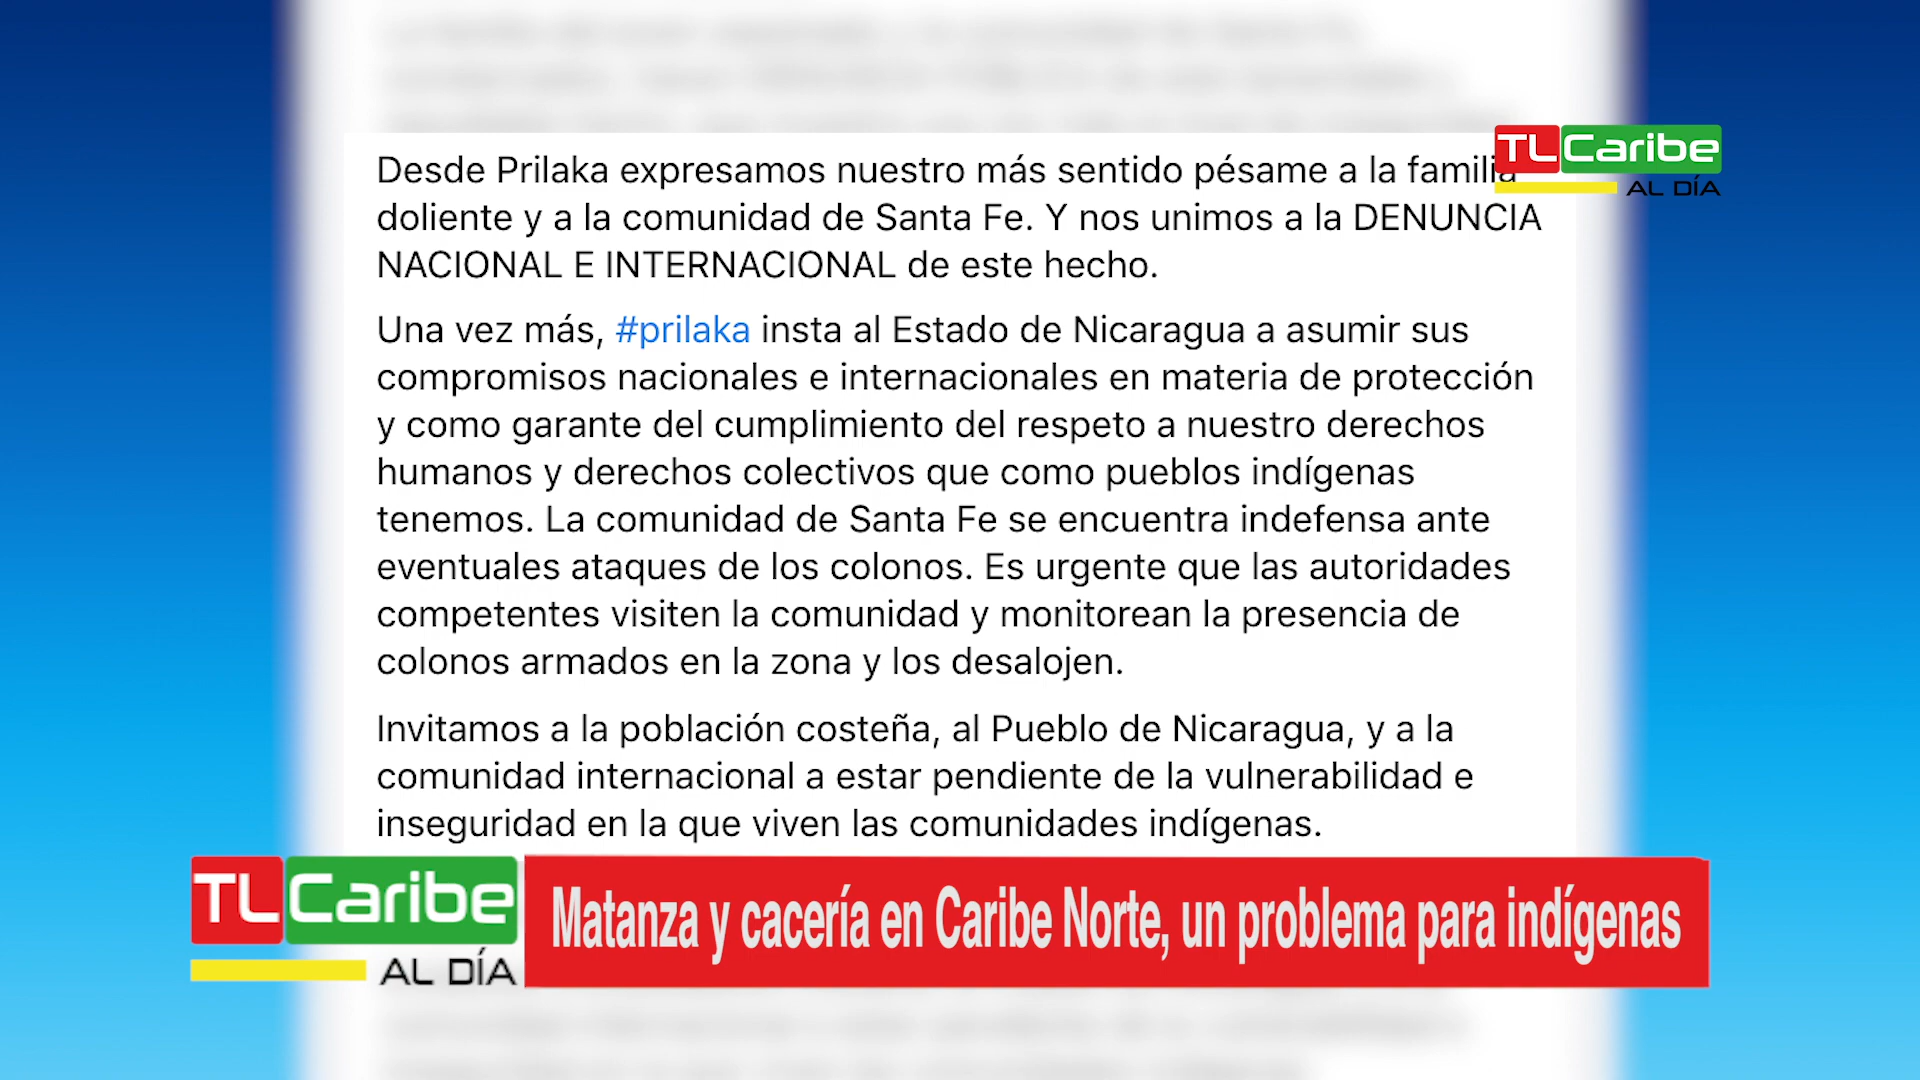 TLCaribe
AL DÍA
Desde Prilaka expresamos nuestro más sentido pésame a la familia
doliente y a la comunidad de Santa Fe. Y nos unimos a la DENUNCIA
NACIONAL E INTERNACIONAL de este hecho.
Una vez más, #prilaka insta al Estado de Nicaragua a asumir sus
compromisos nacionales e internacionales en materia de protección
y como garante del cumplimiento del respeto a nuestro derechos
humanos y derechos colectivos que como pueblos indígenas
tenemos. La comunidad de Santa Fe se encuentra indefensa ante
eventuales ataques de los colonos. Es urgente que las autoridades
competentes visiten la comunidad y monitorean la presencia de
colonos armados en la zona y los desalojen.
Invitamos a la población costeña, al Pueblo de Nicaragua, y a la
comunidad internacional a estar pendiente de la vulnerabilidad e
inseguridad en la que viven las comunidades indígenas.
TLCaribe
AL DÍA
Matanza y cacería en Caribe Norte, un problema para indígenas